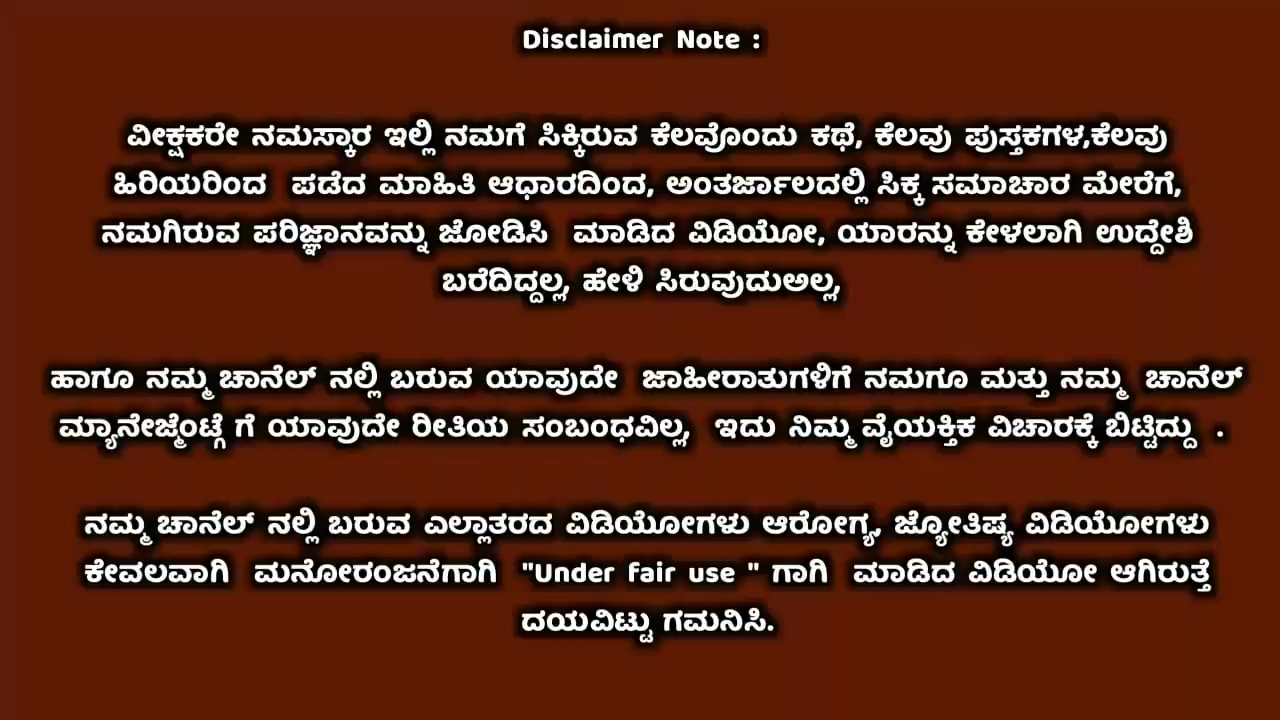 Disclaimer Note :
ವೀಕ್ಷಕರೇ ನಮಸ್ಕಾರ ಇಲ್ಲಿ ನಮಗೆ ಸಿಕ್ಕಿರುವ ಕೆಲವೊಂದು ಕಥೆ, ಕೆಲವು ಪುಸ್ತಕಗಳ,ಕೆಲವು
ಹಿರಿಯರಿಂದ ಪಡೆದ ಮಾಹಿತಿ ಆಧಾರದಿಂದ, ಅಂತರ್ಜಾಲದಲ್ಲಿ ಸಿಕ್ಕ ಸಮಾಚಾರ ಮೇರೆಗೆ,
ನಮಗಿರುವ ಪರಿಜ್ಞಾನವನ್ನು ಜೋಡಿಸಿ ಮಾಡಿದ ವಿಡಿಯೋ, ಯಾರನ್ನು ಕೇಳಲಾಗಿ ಉದ್ದೇಶಿ
ಬರೆದಿದ್ದಲ್ಲ, ಹೇಳಿ ಸಿರುವುದುಅಲ್ಲ,
ಹಾಗೂ ನಮ್ಮ ಚಾನೆಲ್ ನಲ್ಲಿ ಬರುವ ಯಾವುದೇ ಜಾಹೀರಾತುಗಳಿಗೆ ನಮಗೂ ಮತ್ತು ನಮ್ಮ ಚಾನೆಲ್
ಮ್ಯಾನೇಜ್ಮೆಂಟ್ಗೆ ಗೆ ಯಾವುದೇ ರೀತಿಯ ಸಂಬಂಧವಿಲ್ಲ, ಇದು ನಿಮ್ಮ ವೈಯಕ್ತಿಕ ವಿಚಾರಕ್ಕೆ ಬಿಟ್ಟಿದ್ದು .
ನಮ್ಮ ಚಾನೆಲ್ ನಲ್ಲಿ ಬರುವ ಎಲ್ಲಾತರದ ವಿಡಿಯೋಗಳು ಆರೋಗ್ಯ, ಜ್ಯೋತಿಷ್ಯ ವಿಡಿಯೋಗಳು
ಕೇವಲವಾಗಿ ಮನೋರಂಜನೆಗಾಗಿ "Under fair use " ಗಾಗಿ ಮಾಡಿದ ವಿಡಿಯೋ ಆಗಿರುತ್ತೆ
ದಯವಿಟ್ಟು ಗಮನಿಸಿ.